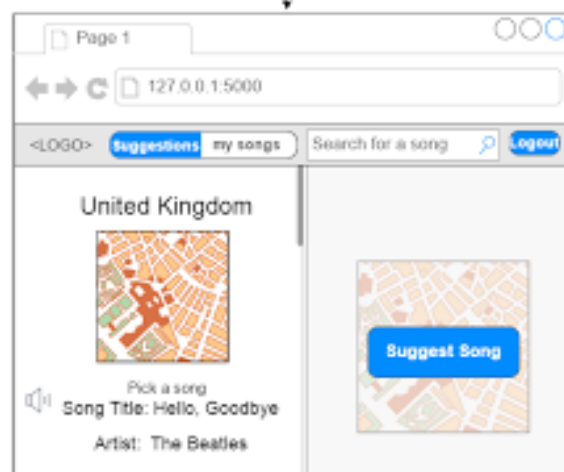 Page 1
127.0.0.1:5000
<LOGO> Suggestions my songs Search for a song Logout
United Kingdom
Suggest Song
Pick a song
Song Title: Hello, Goodbye
Artist: The Beatles